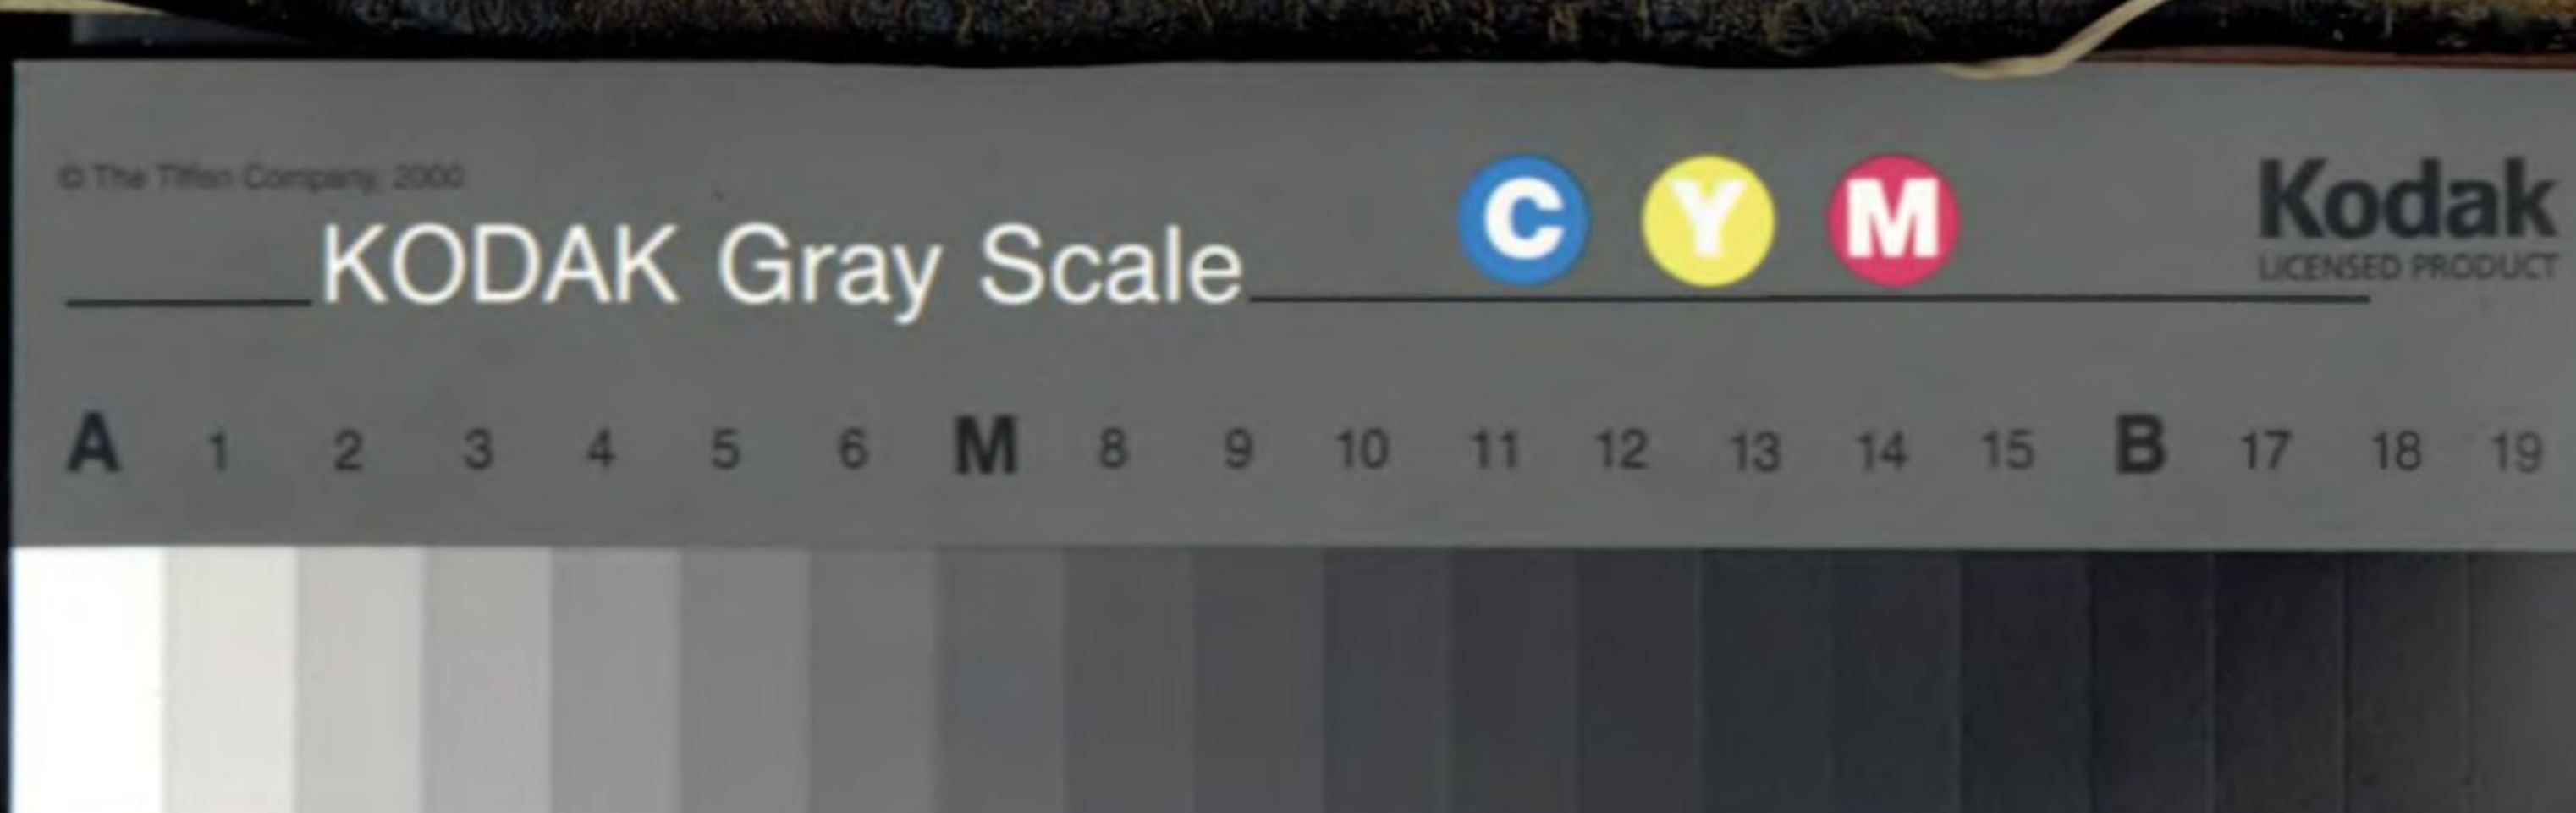 © The Tiffen Company, 2000
KODAK Gray Scale
C Y M
Kodak
LICENSED PRODUCT
A 1 2 3 4 5 6 M 8 9 10 11 12 13 14 15 B 17 18 19